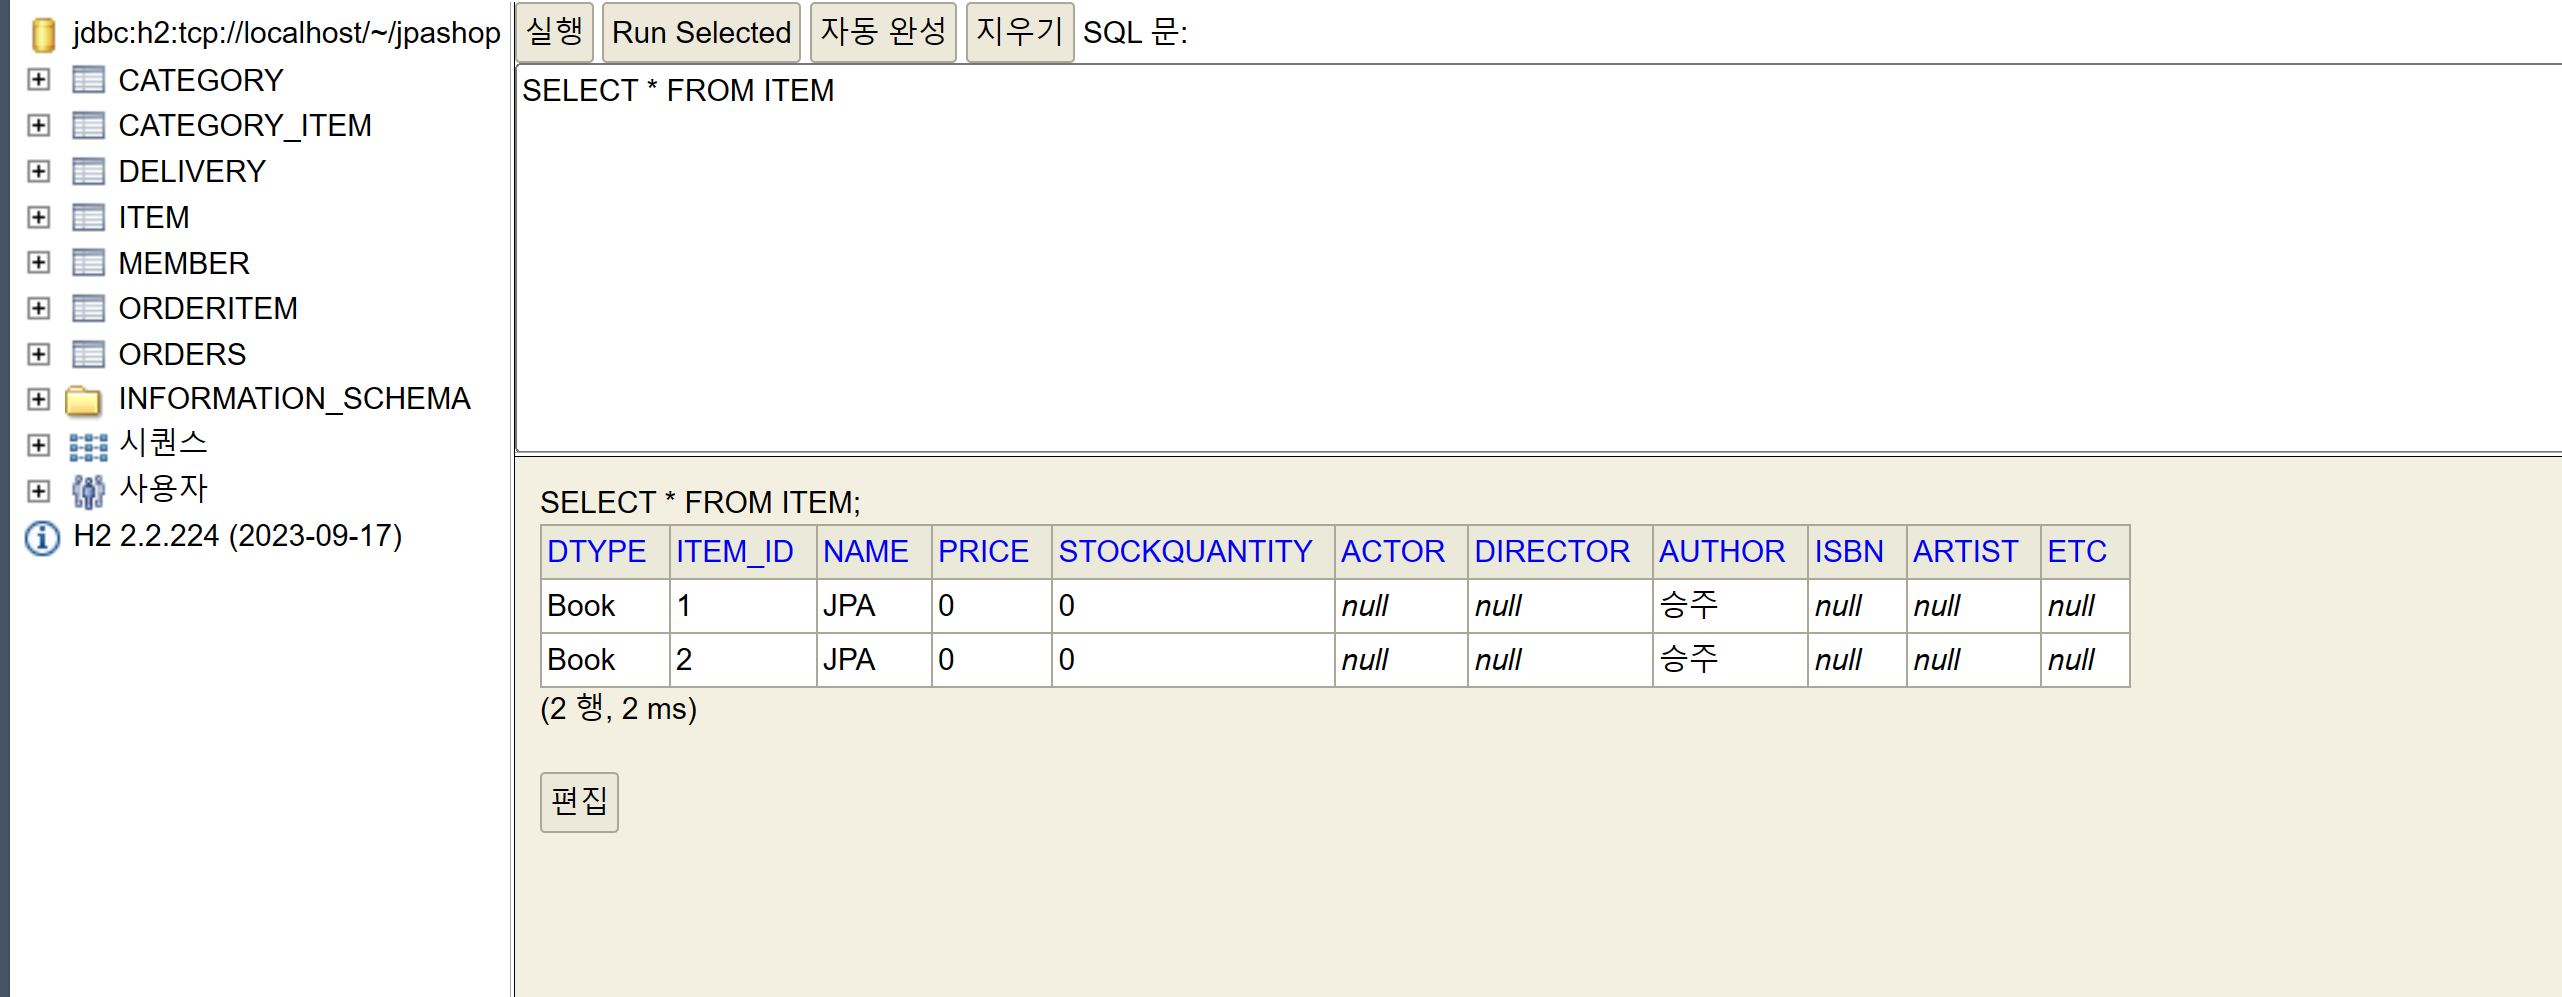 jdbc:h2:tcp://localhost/~/jpashop
CATEGORY
CATEGORY_ITEM
DELIVERY
ITEM
MEMBER
ORDERITEM
ORDERS
INFORMATION_SCHEMA
시퀀스
사용자
H2 2.2.224 (2023-09-17)
실행 Run Selected 자동 완성 지우기 SQL 문:
SELECT * FROM ITEM
SELECT * FROM ITEM;
DTYPE ITEM_ID NAME PRICE STOCKQUANTITY ACTOR DIRECTOR AUTHOR ISBN ARTIST ETC
Book 1 JPA 0 0 null null 승주 null null null
Book 2 JPA 0 0 null null 승주 null null null
(2 행, 2 ms)
편집